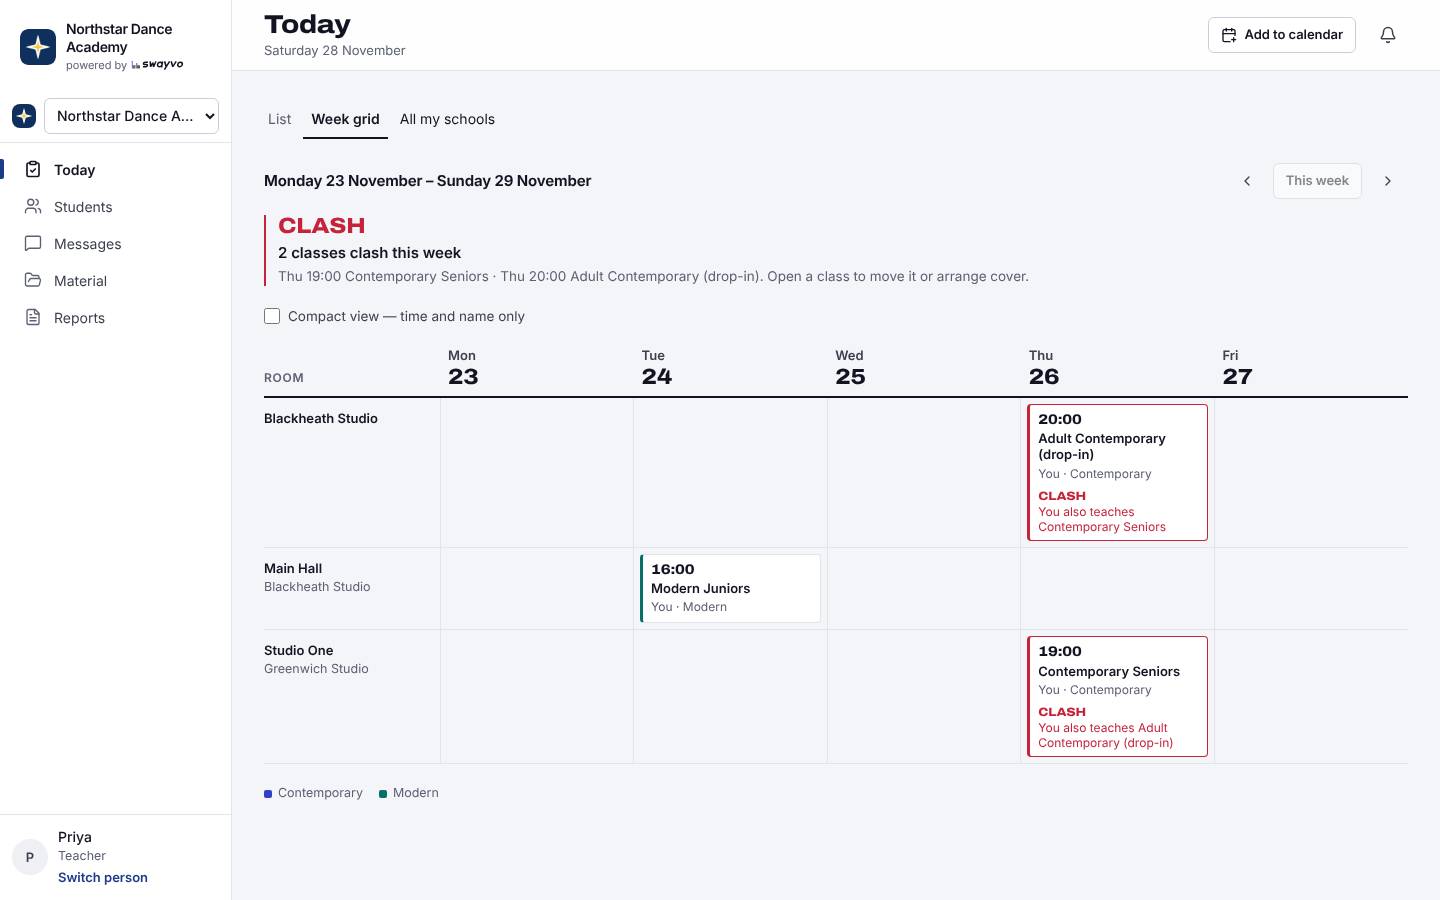 Northstar Dance
Academy
powered by swayvo
Northstar Dance A...
Today
Students
Messages
Material
Reports
P
Priya
Teacher
Switch person
Today
Saturday 28 November
Add to calendar
List
Week grid
All my schools
Monday 23 November – Sunday 29 November
This week
CLASH
2 classes clash this week
Thu 19:00 Contemporary Seniors · Thu 20:00 Adult Contemporary (drop-in). Open a class to move it or arrange cover.
Compact view — time and name only
ROOM
Mon
23
Tue
24
Wed
25
Thu
26
Fri
27
Blackheath Studio
20:00
Adult Contemporary
(drop-in)
You · Contemporary
CLASH
You also teaches
Contemporary Seniors
Main Hall
Blackheath Studio
16:00
Modern Juniors
You · Modern
Studio One
Greenwich Studio
19:00
Contemporary Seniors
You · Contemporary
CLASH
You also teaches Adult
Contemporary (drop-in)
Contemporary
Modern